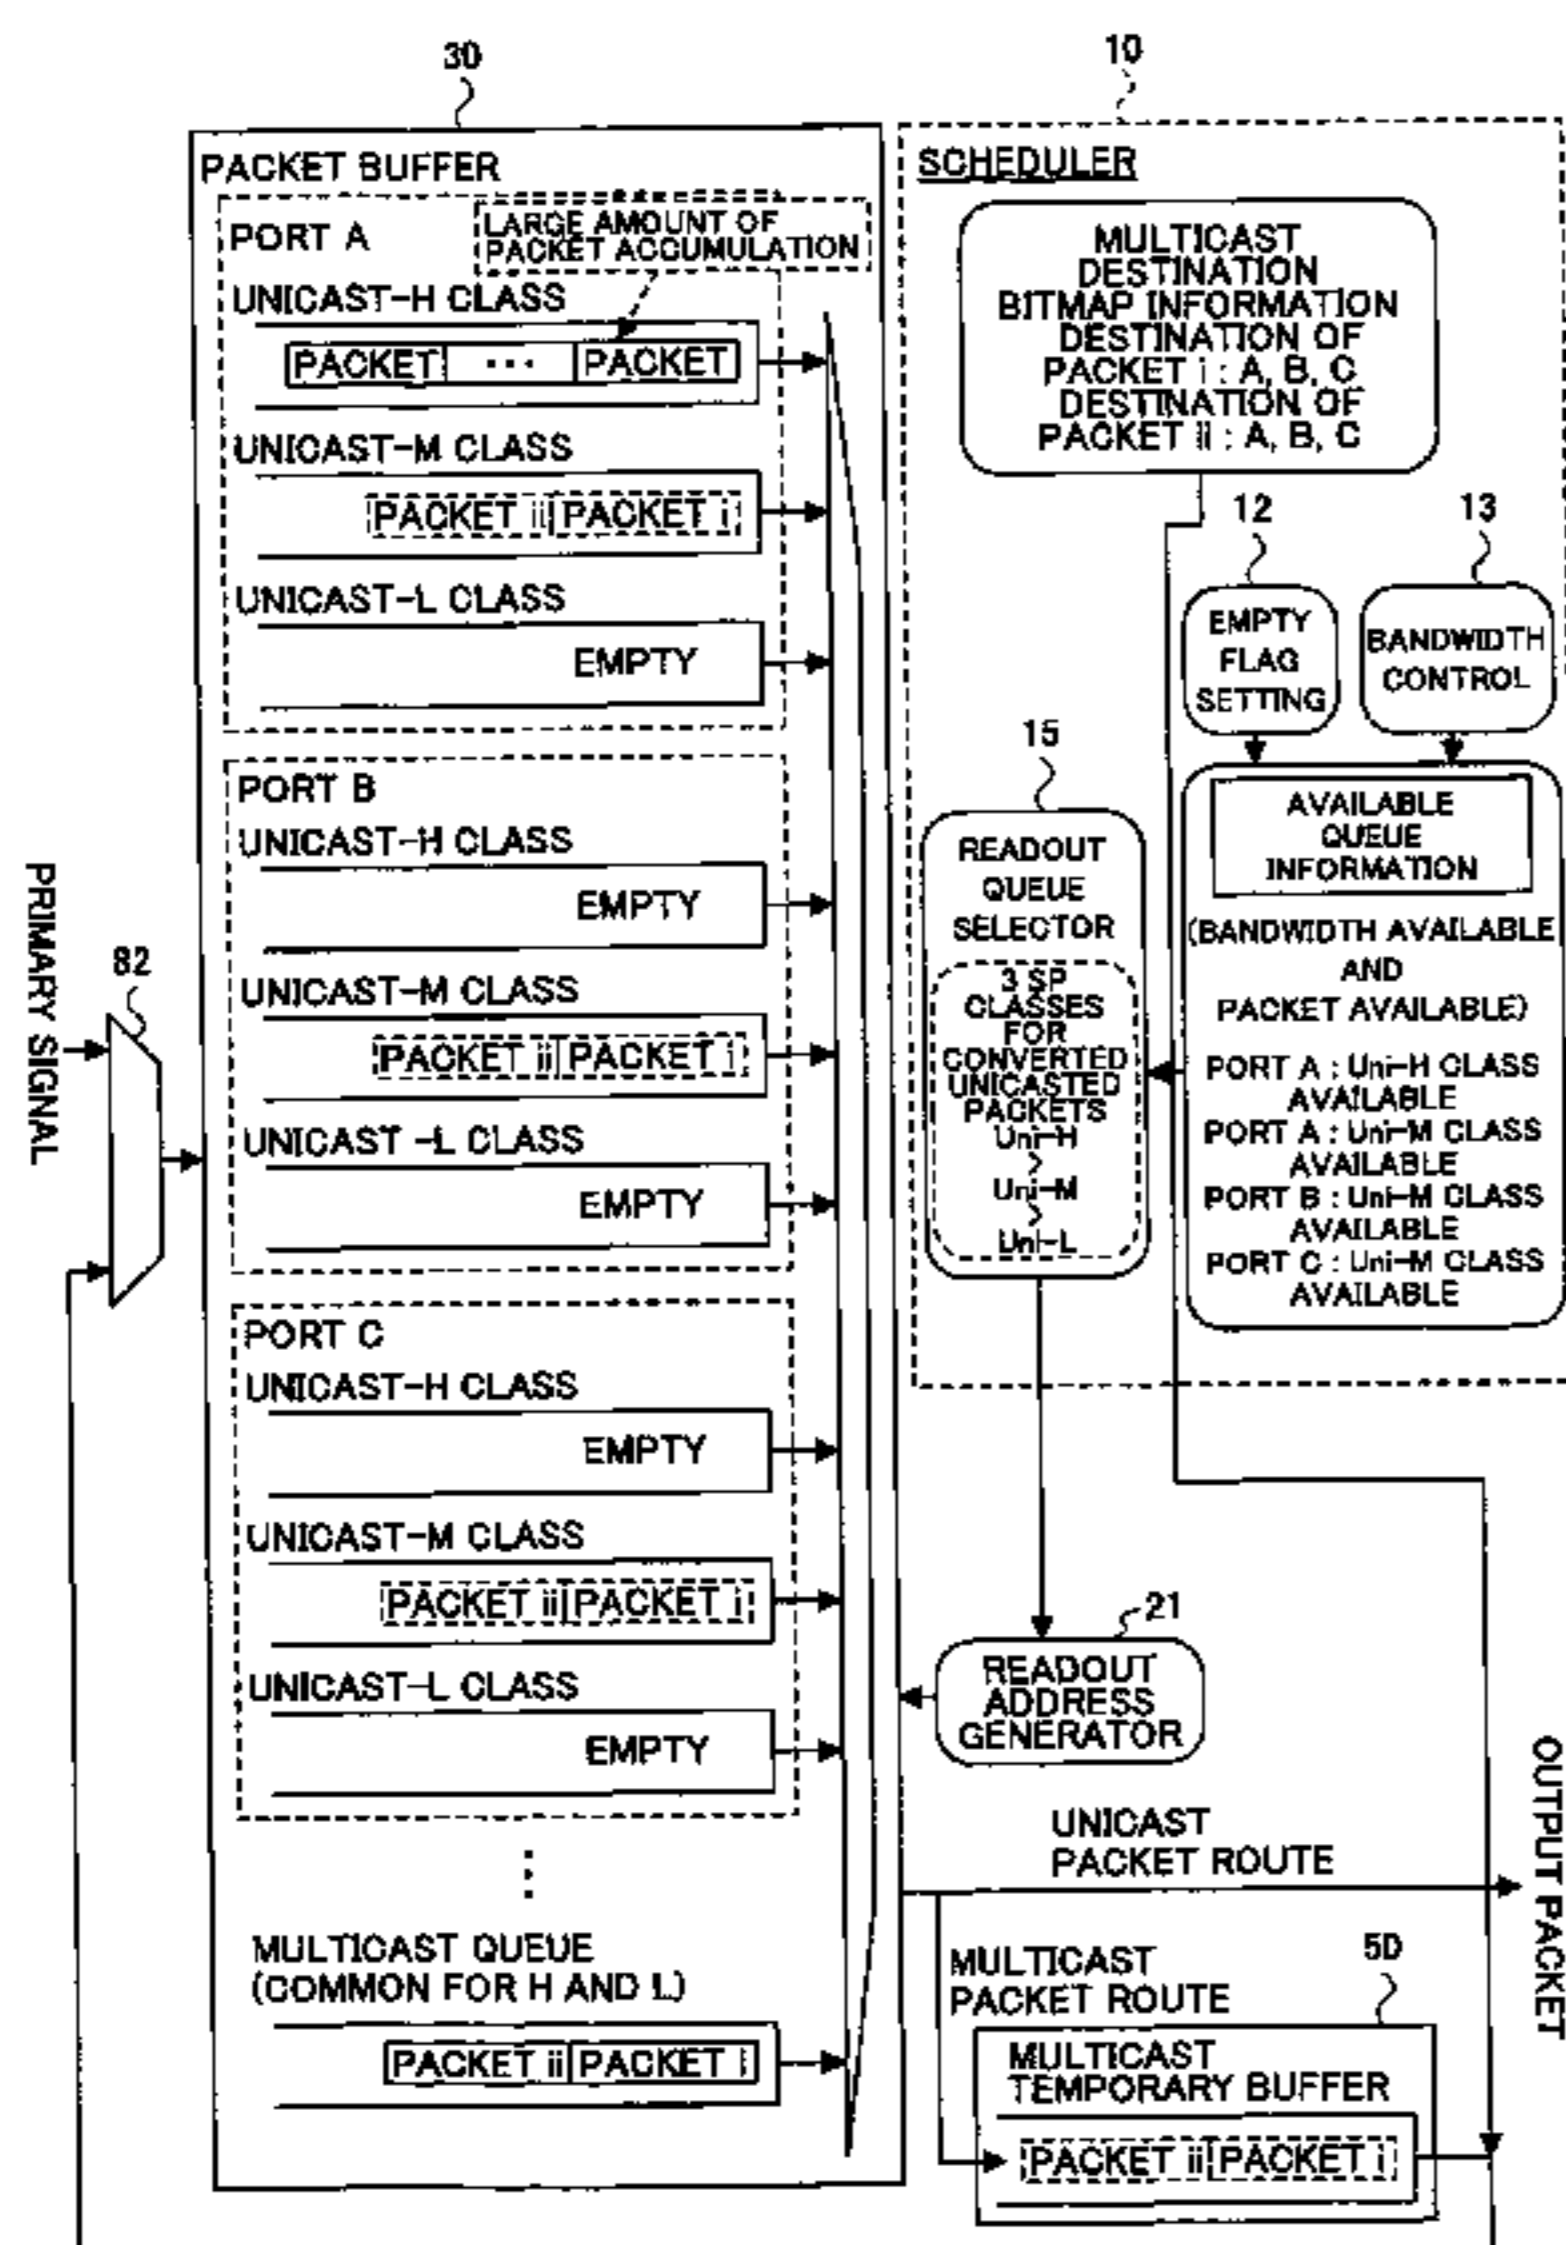 30
10
PACKET BUFFER
PORT A
LARGE AMOUNT OF
PACKET ACCUMULATION
UNICAST-H CLASS
PACKET ... PACKET
UNICAST-M CLASS
PACKET ii PACKET i
UNICAST-L CLASS
EMPTY
PORT B
UNICAST-H CLASS
EMPTY
UNICAST-M CLASS
PACKET ii PACKET i
UNICAST -L CLASS
EMPTY
PORT C
UNICAST-H CLASS
EMPTY
UNICAST-M CLASS
PACKET ii PACKET i
UNICAST-L CLASS
EMPTY
MULTICAST QUEUE
(COMMON FOR H AND L)
PACKET ii PACKET i
PRIMARY SIGNAL
82
SCHEDULER
MULTICAST
DESTINATION
BITMAP INFORMATION
DESTINATION OF
PACKET i : A, B, C
DESTINATION OF
PACKET ii : A, B, C
12
13
EMPTY
FLAG
SETTING
BANDWIDTH
CONTROL
15
READOUT
QUEUE
SELECTOR
3 SP
CLASSES
FOR
CONVERTED
UNICASTED
PACKETS
Uni-H
>
Uni-M
>
Uni-L
AVAILABLE
QUEUE
INFORMATION
(BANDWIDTH AVAILABLE
AND
PACKET AVAILABLE)
PORT A : Uni-H CLASS
AVAILABLE
PORT A : Uni-M CLASS
AVAILABLE
PORT B : Uni-M CLASS
AVAILABLE
PORT C : Uni-M CLASS
AVAILABLE
21
READOUT
ADDRESS
GENERATOR
UNICAST
PACKET ROUTE
OUTPUT PACKET
MULTICAST
PACKET ROUTE
50
MULTICAST
TEMPORARY BUFFER
PACKET ii PACKET i